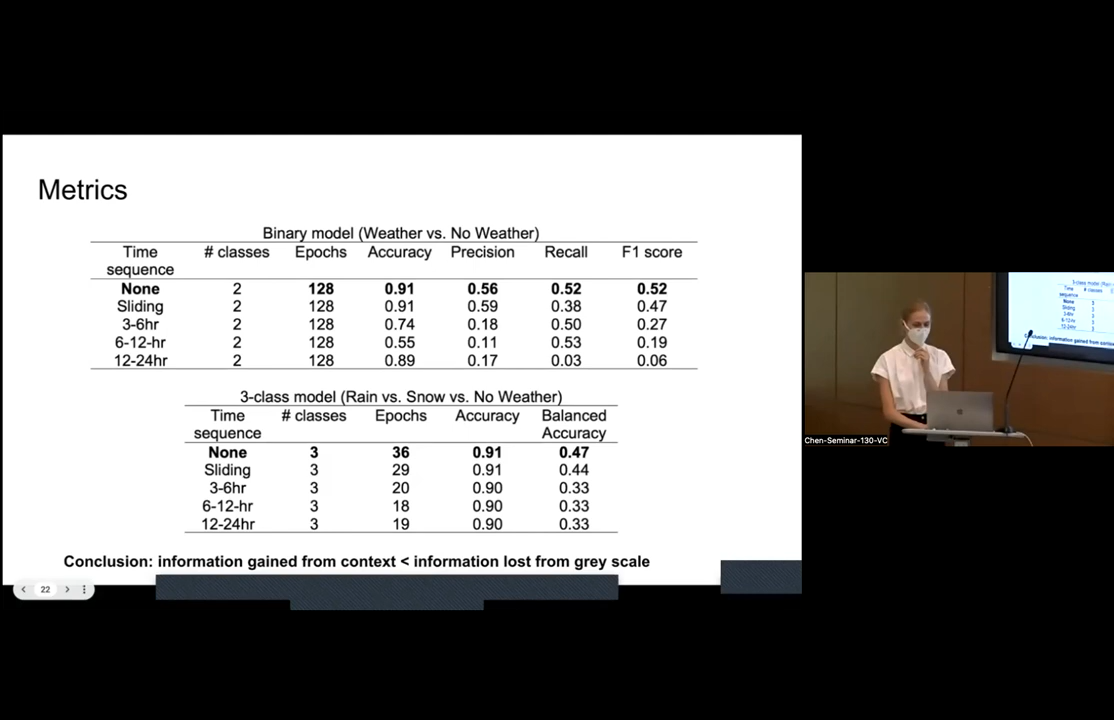 Metrics
Binary model (Weather vs. No Weather)
Time sequence # classes Epochs Accuracy Precision Recall F1 score
None 2 128 0.91 0.56 0.52 0.52
Sliding 2 128 0.91 0.59 0.38 0.47
3-6hr 2 128 0.74 0.18 0.50 0.27
6-12-hr 2 128 0.55 0.11 0.53 0.19
12-24hr 2 128 0.89 0.17 0.03 0.06
3-class model (Rain vs. Snow vs. No Weather)
Time sequence # classes Epochs Accuracy Balanced Accuracy
None 3 36 0.91 0.47
Sliding 3 29 0.91 0.44
3-6hr 3 20 0.90 0.33
6-12-hr 3 18 0.90 0.33
12-24hr 3 19 0.90 0.33
Conclusion: information gained from context < information lost from grey scale
22
Chen-Seminar-130-VC